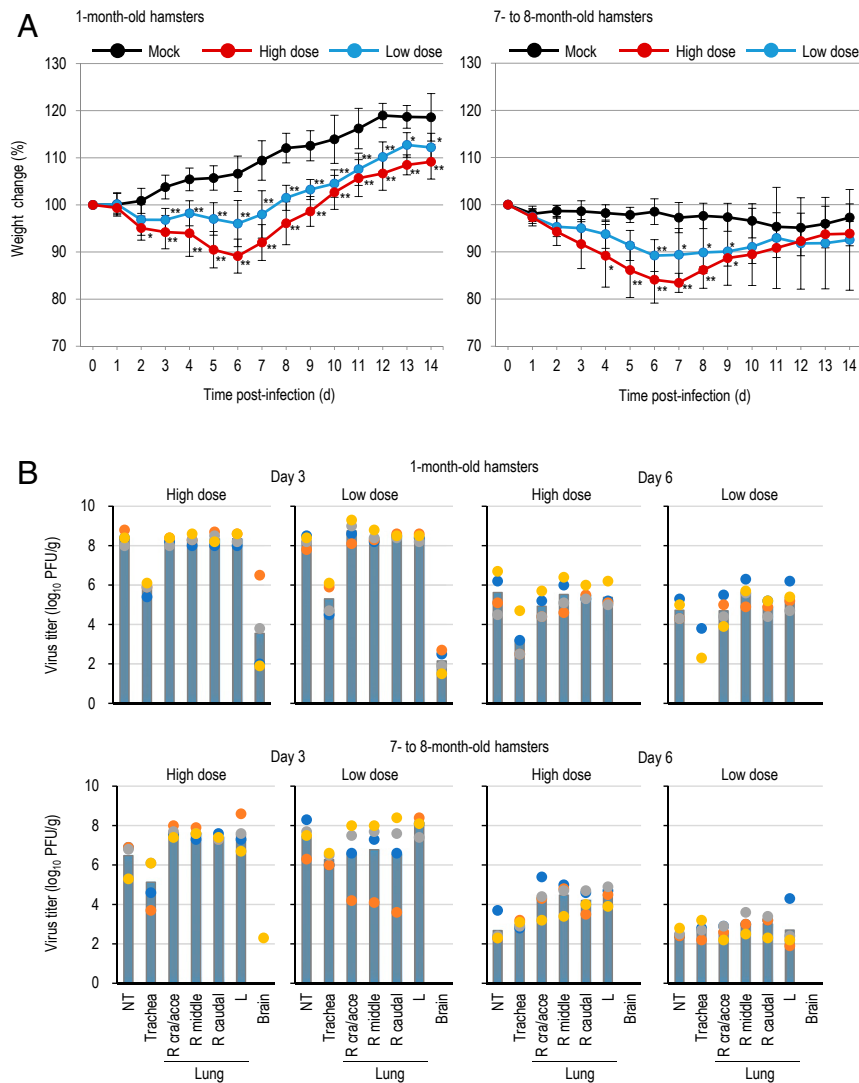 A
1-month-old hamsters
7- to 8-month-old hamsters
Mock High dose Low dose
Mock High dose Low dose
Weight change (%)
130
120
110
100
90
80
70
* ** ** ** ** ** ** ** ** ** ** ** **
** ** ** ** ** ** ** ** * *
* ** ** ** ** *
** * * *
0 1 2 3 4 5 6 7 8 9 10 11 12 13 14
0 1 2 3 4 5 6 7 8 9 10 11 12 13 14
Time post-infection (d)
Time post-infection (d)
B
1-month-old hamsters
Day 3
Day 6
High dose
Low dose
High dose
Low dose
Virus titer (log10 PFU/g)
10
8
6
4
2
0
7- to 8-month-old hamsters
Day 3
Day 6
High dose
Low dose
High dose
Low dose
Virus titer (log10 PFU/g)
10
8
6
4
2
0
NT Trachea R cra/acce R middle R caudal L Brain
NT Trachea R cra/acce R middle R caudal L Brain
NT Trachea R cra/acce R middle R caudal L Brain
NT Trachea R cra/acce R middle R caudal L Brain
Lung
Lung
Lung
Lung